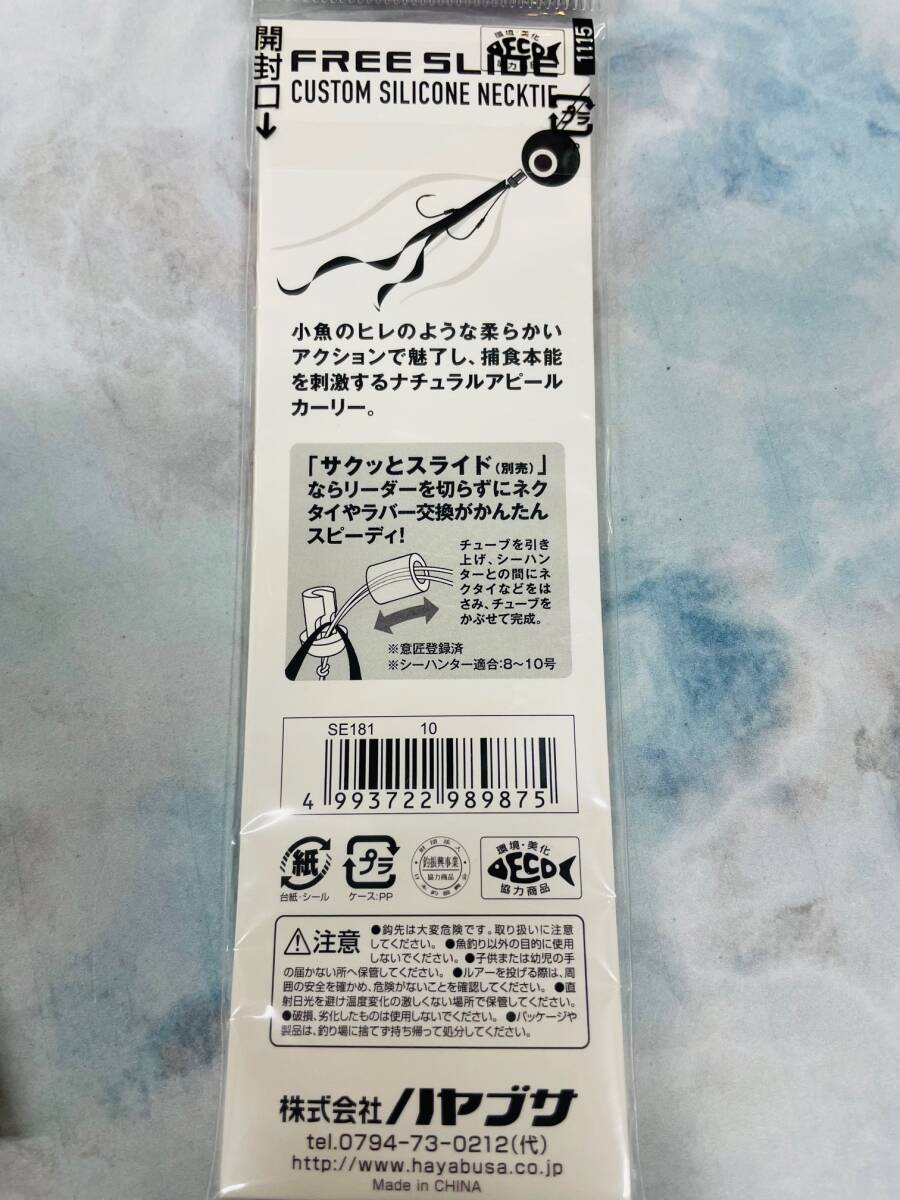 開封口↓
環境・美化
ECO
協力商品
1115
FREE SLIDE
CUSTOM SILICONE NECKTIE
プラ
小魚のヒレのような柔らかい
アクションで魅了し、捕食本能
を刺激するナチュラルアピール
カーリー。
「サクッとスライド(別売)」
ならリーダーを切らずにネク
タイやラバー交換がかんたん
スピーディ!
チューブを引き
上げ、シーハン
ターとの間にネ
クタイなどをは
さみ、チューブを
かぶせて完成。
※意匠登録済
※シーハンター適合:8〜10号
SE181 10
4 993722 989875
紙
台紙・シール
プラ
ケース:PP
釣振興事業
協力商品
環境・美化
ECO
協力商品
注意
●鈎先は大変危険です。取り扱いに注意
してください。 ●魚釣り以外の目的に使用
しないでください。 ●子供または幼児の手
の届かない所へ保管してください。 ●ルアーを投げる際は、周
囲の安全を確かめ、危険がないことを確認してください。 ●直
射日光を避け温度変化の激しくない場所で保管してください。
●破損、劣化したものは使用しないでください。 ●パッケージや
製品は、釣り場に捨てず持ち帰って処分してください。
株式会社ハヤブサ
tel.0794-73-0212(代)
http://www.hayabusa.co.jp
Made in CHINA